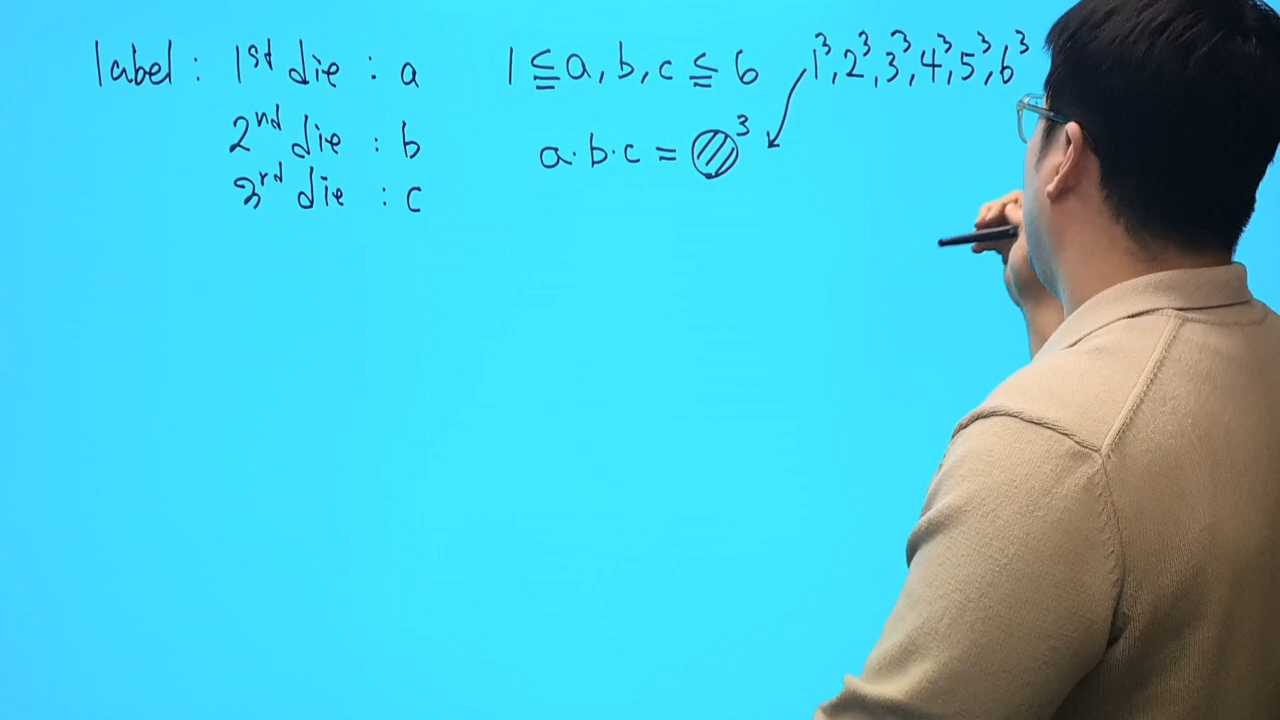 label : 1st die : a 1 ≦ a, b, c ≦ 6 1³, 2³, 3³, 4³, 5³, 6³
2nd die : b a · b · c = ³
3rd die : c